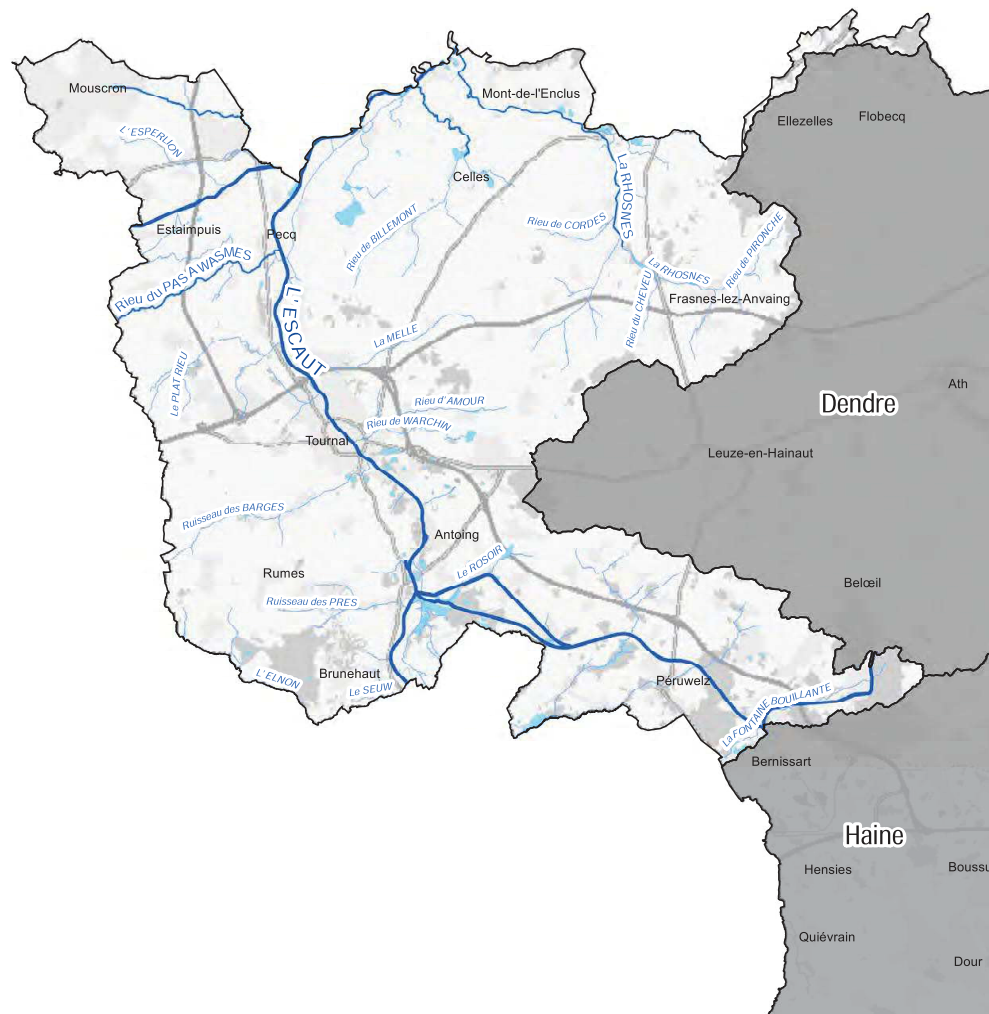 Mouscron
Mont-de-l'Enclus
Ellezelles
Flobecq
L'ESPERLION
La RHOSNES
Celles
Estaimpuis
Pecq
Rieu de BILLEMONT
Rieu de CORDES
Rieu de PIRONCHE
Rieu du PAS A WASMES
La RHOSNES
L'ESCAUT
Frasnes-lez-Anvaing
Rieu du CHEVEU
La MELLE
Le PLAT RIEU
Ath
Dendre
Rieu d'AMOUR
Rieu de WARCHIN
Tournai
Leuze-en-Hainaut
Ruisseau des BARGES
Antoing
Le ROSOIR
Rumes
Belœil
Ruisseau des PRES
Brunehaut
L'ELNON
Le SEUW
Péruwelz
La FONTAINE BOUILLANTE
Bernissart
Haine
Hensies
Boussu
Quiévrain
Dour